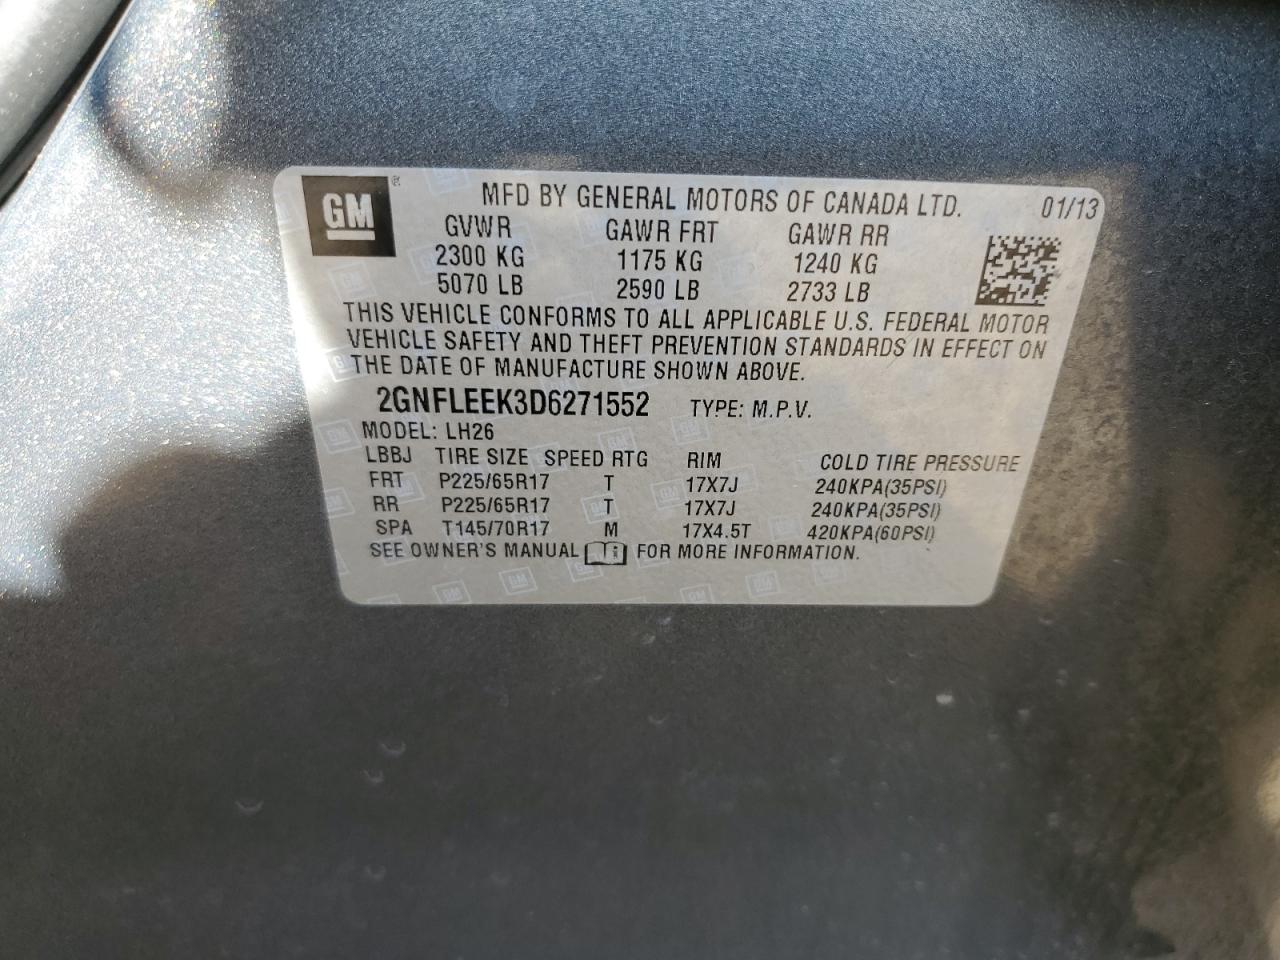 GM ® MFD BY GENERAL MOTORS OF CANADA LTD. 01/13
GVWR GAWR FRT GAWR RR
2300 KG 1175 KG 1240 KG
5070 LB 2590 LB 2733 LB
THIS VEHICLE CONFORMS TO ALL APPLICABLE U.S. FEDERAL MOTOR
VEHICLE SAFETY AND THEFT PREVENTION STANDARDS IN EFFECT ON
THE DATE OF MANUFACTURE SHOWN ABOVE.
2GNFLEEK3D6271552 TYPE: M.P.V.
MODEL: LH26
LBBJ TIRE SIZE SPEED RTG RIM COLD TIRE PRESSURE
FRT P225/65R17 T 17X7J 240KPA(35PSI)
RR P225/65R17 T 17X7J 240KPA(35PSI)
SPA T145/70R17 M 17X4.5T 420KPA(60PSI)
SEE OWNER'S MANUAL FOR MORE INFORMATION.